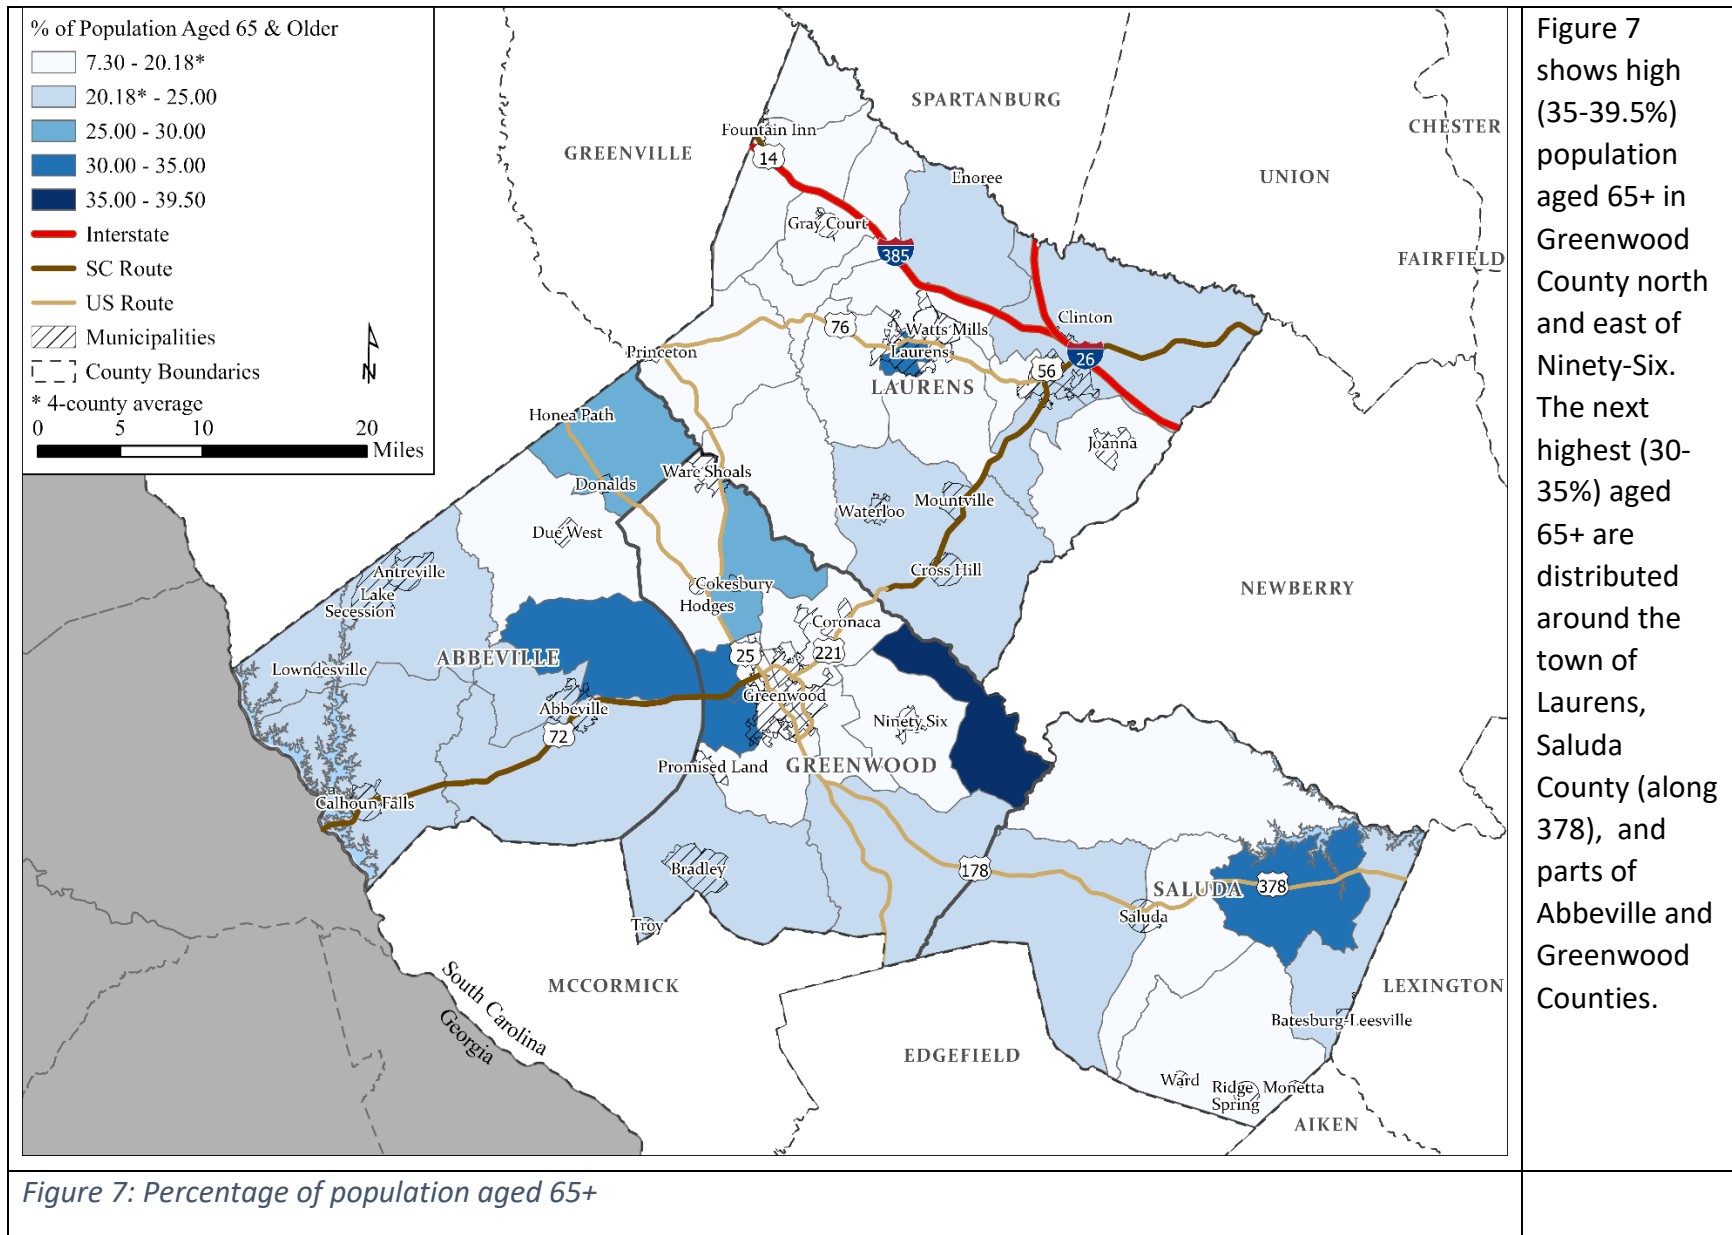 % of Population Aged 65 & Older
7.30 - 20.18*
20.18* - 25.00
25.00 - 30.00
30.00 - 35.00
35.00 - 39.50
Interstate
SC Route
US Route
Municipalities
County Boundaries
* 4-county average
N
0 5 10 20
Miles
SPARTANBURG
CHESTER
Fountain Inn
14
GREENVILLE
UNION
Enoree
Gray Court
385
FAIRFIELD
76
Watts Mills
Clinton
Princeton
Laurens
26
56
LAURENS
Honea Path
Joanna
Ware Shoals
Donalds
Mountville
Waterloo
Due West
Antreville
Cross Hill
Lake
Secession
Cokesbury
Hodges
NEWBERRY
Coronaca
ABBEVILLE
25
221
Lowndesville
Greenwood
Abbeville
Ninety Six
72
Promised Land
GREENWOOD
Calhoun Falls
Bradley
178
SALUDA
378
Saluda
Troy
MCCORMICK
LEXINGTON
South Carolina
Georgia
Batesburg-Leesville
EDGEFIELD
Ward
Ridge
Spring
Monetta
AIKEN
Figure 7
shows high
(35-39.5%)
population
aged 65+ in
Greenwood
County north
and east of
Ninety-Six.
The next
highest (30-
35%) aged
65+ are
distributed
around the
town of
Laurens,
Saluda
County (along
378),  and
parts of
Abbeville and
Greenwood
Counties.
Figure 7: Percentage of population aged 65+